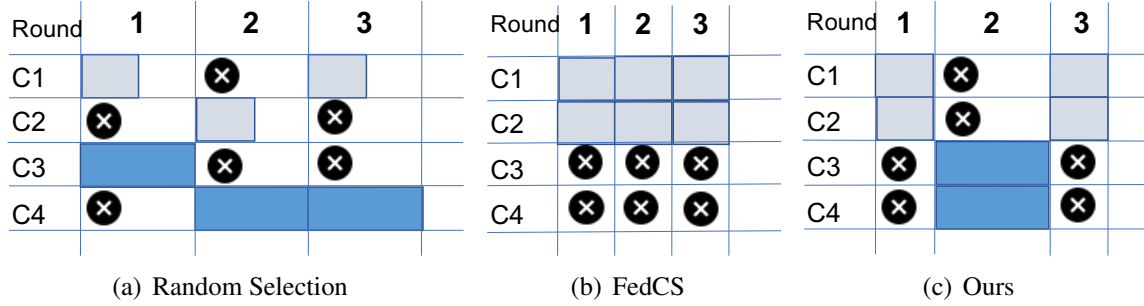 Round 1 2 3
C1
C2
C3
C4
(a) Random Selection
Round 1 2 3
C1
C2
C3
C4
(b) FedCS
Round 1 2 3
C1
C2
C3
C4
(c) Ours